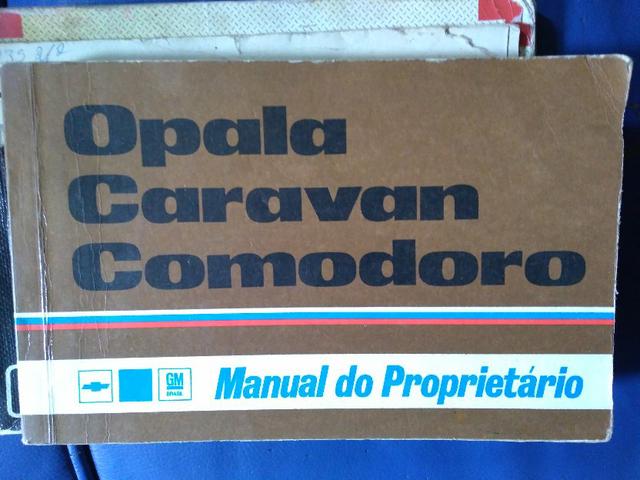 Opala
Caravan
Comodoro
GM
BRASIL
Manual do Proprietário